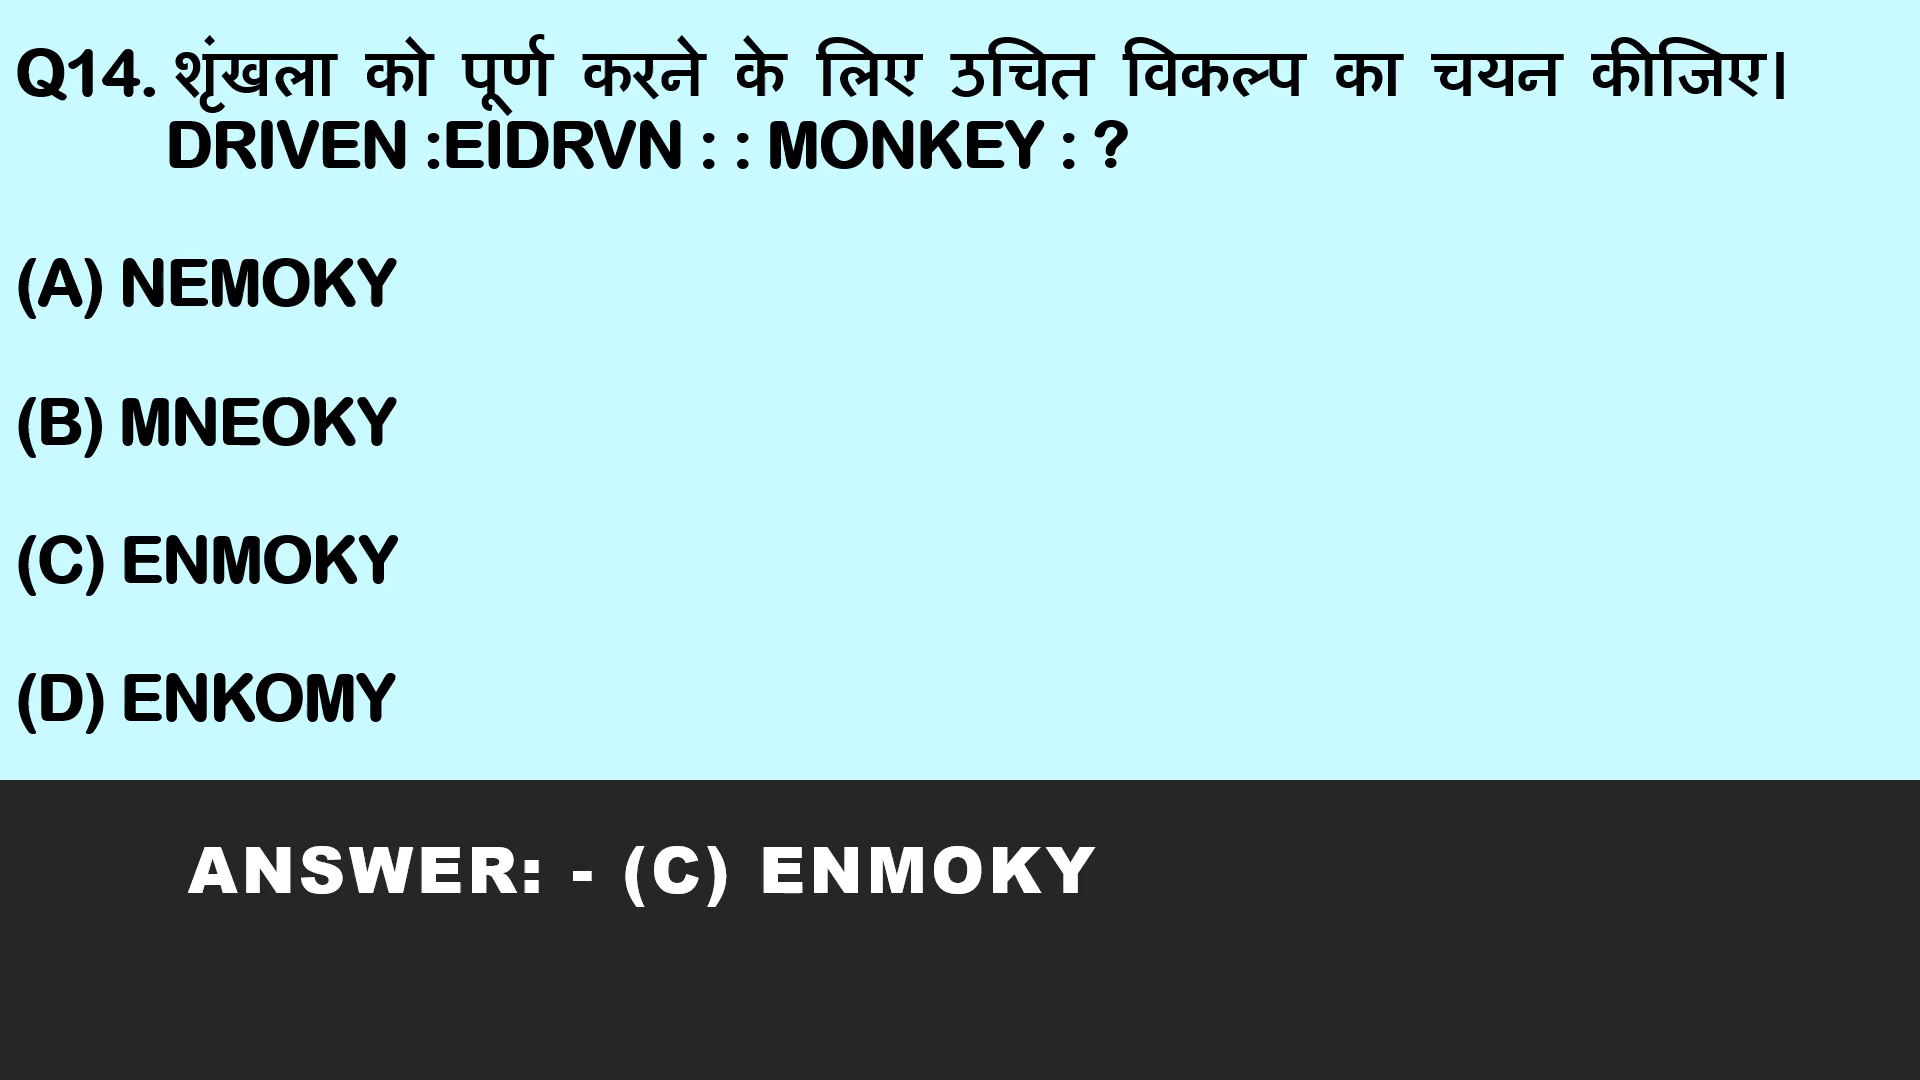 Q14. शृंखला को पूर्ण करने के लिए उचित विकल्प का चयन कीजिए।
DRIVEN :EIDRVN : : MONKEY : ?
(A) NEMOKY
(B) MNEOKY
(C) ENMOKY
(D) ENKOMY
ANSWER: - (C) ENMOKY